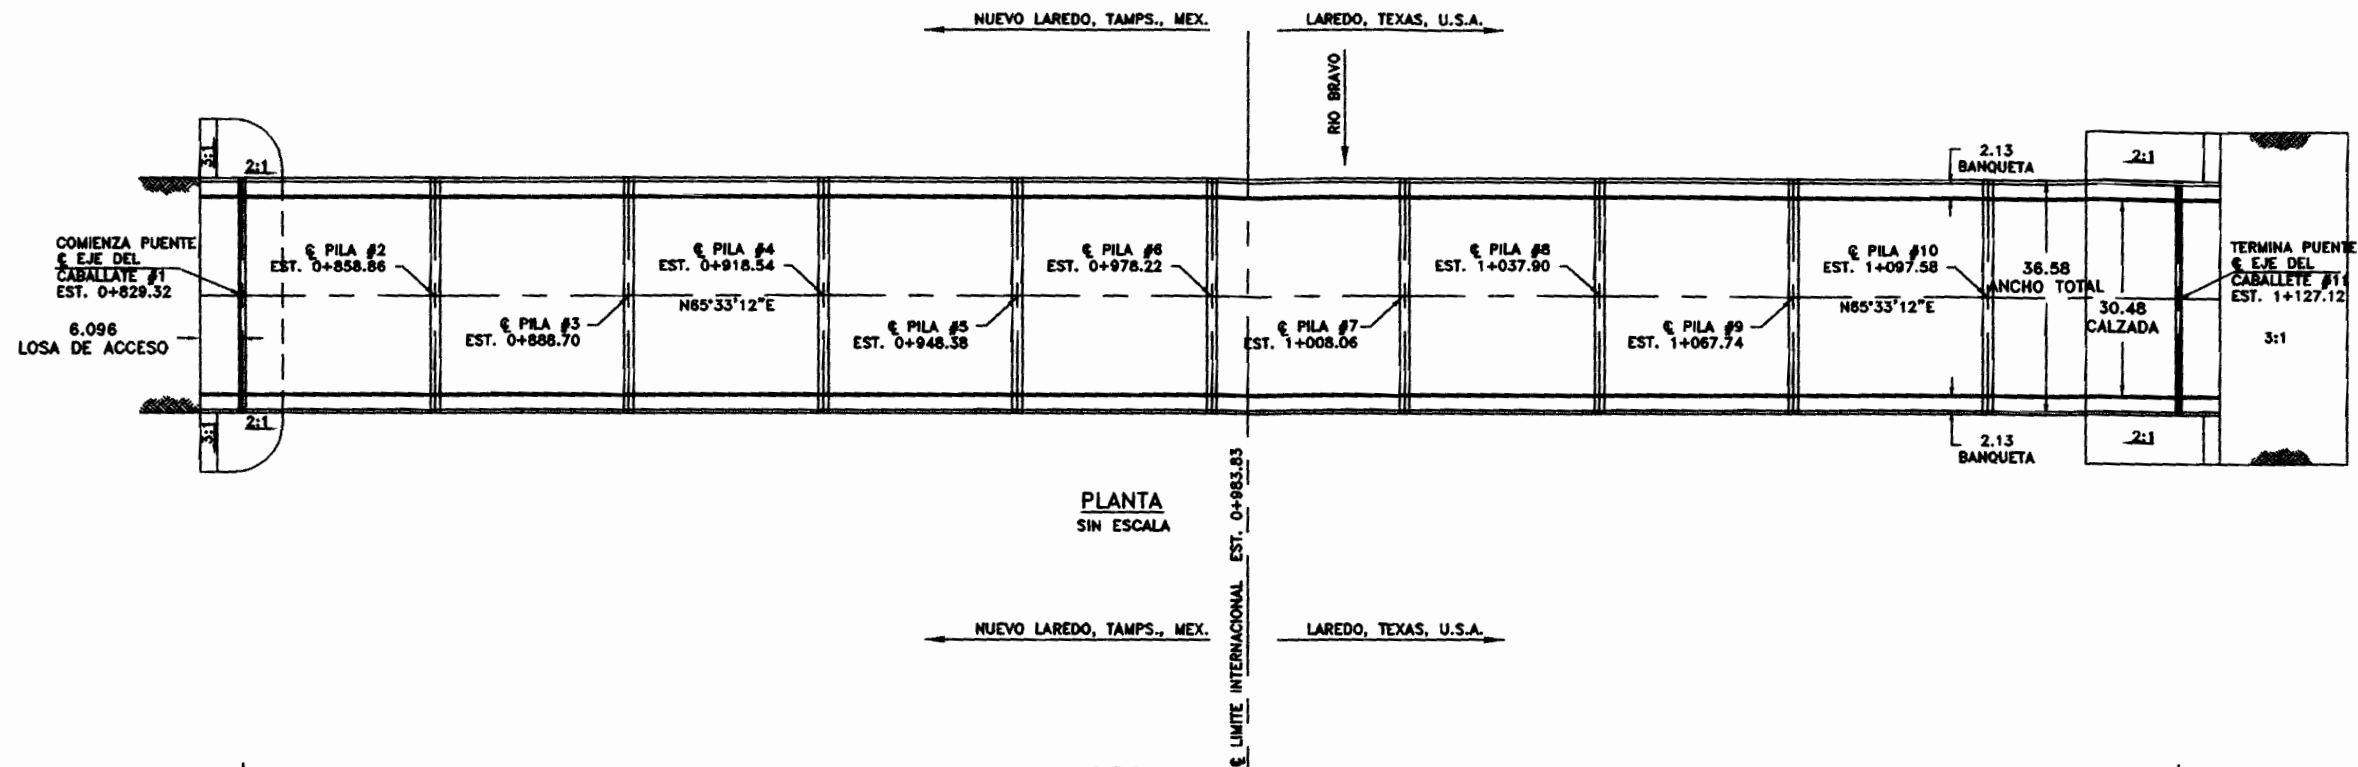 NUEVO LAREDO, TAMPS., MEX.
LAREDO, TEXAS, U.S.A.
RIO BRAVO
3:1
2:1
2.13
BANQUETA
2:1
COMIENZA PUENTE
℄ EJE DEL
CABALLATE #1
EST. 0+829.32
℄ PILA #2
EST. 0+858.86
℄ PILA #4
EST. 0+918.54
℄ PILA #6
EST. 0+978.22
℄ PILA #8
EST. 1+037.90
℄ PILA #10
EST. 1+097.58
36.58
ANCHO TOTAL
TERMINA PUENTE
℄ EJE DEL
CABALLETE #11
EST. 1+127.12
N65°33'12"E
N65°33'12"E
30.48
CALZADA
6.096
LOSA DE ACCESO
℄ PILA #3
EST. 0+888.70
℄ PILA #5
EST. 0+948.38
℄ PILA #7
EST. 1+008.06
℄ PILA #9
EST. 1+067.74
3:1
3:1
2:1
2.13
BANQUETA
2:1
PLANTA
SIN ESCALA
℄ LIMITE INTERNACIONAL EST. 0+983.83
NUEVO LAREDO, TAMPS., MEX.
LAREDO, TEXAS, U.S.A.